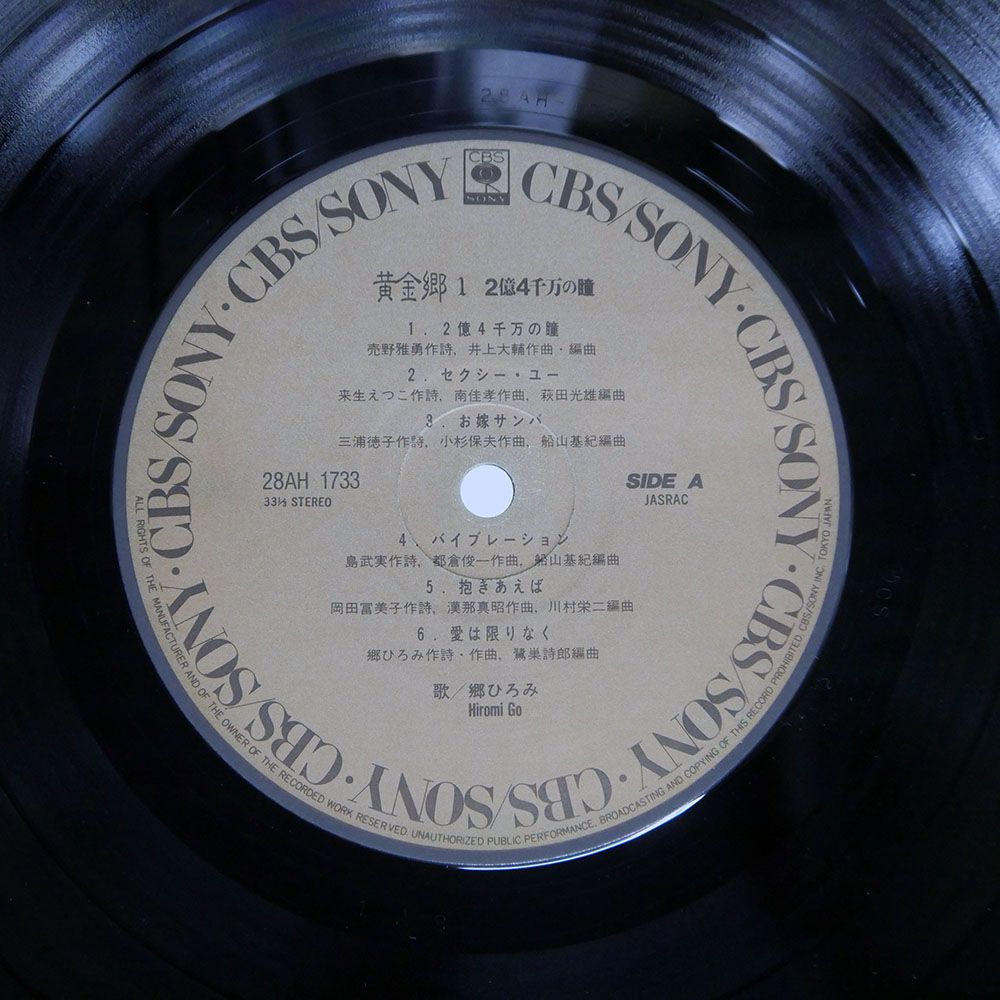 28AH-
CBS
SONY
CBS/SONY · CBS/SONY · CBS/SONY · CBS/SONY · CBS/SONY · CBS/SONY · CBS/SONY · CBS/SONY
黄金郷1 2億4千万の瞳
1. 2億4千万の瞳
売野雅勇作詩, 井上大輔作曲・編曲
2. セクシー・ユー
来生えつこ作詩, 南佳孝作曲, 萩田光雄編曲
3. お嫁サンバ
三浦徳子作詩, 小杉保夫作曲, 船山基紀編曲
28AH 1733
33⅓ STEREO
SIDE A
JASRAC
4. バイブレーション
島武実作詩, 都倉俊一作曲, 船山基紀編曲
5. 抱きあえば
岡田冨美子作詩, 漢那真昭作曲, 川村栄二編曲
6. 愛は限りなく
郷ひろみ作詩・作曲, 鷺巣詩郎編曲
歌/郷ひろみ
Hiromi Go
ALL RIGHTS OF THE MANUFACTURER AND OF THE OWNER OF THE RECORDED WORK RESERVED. UNAUTHORIZED PUBLIC PERFORMANCE, BROADCASTING AND COPYING OF THIS RECORD PROHIBITED. CBS/SONY INC. TOKYO JAPAN.